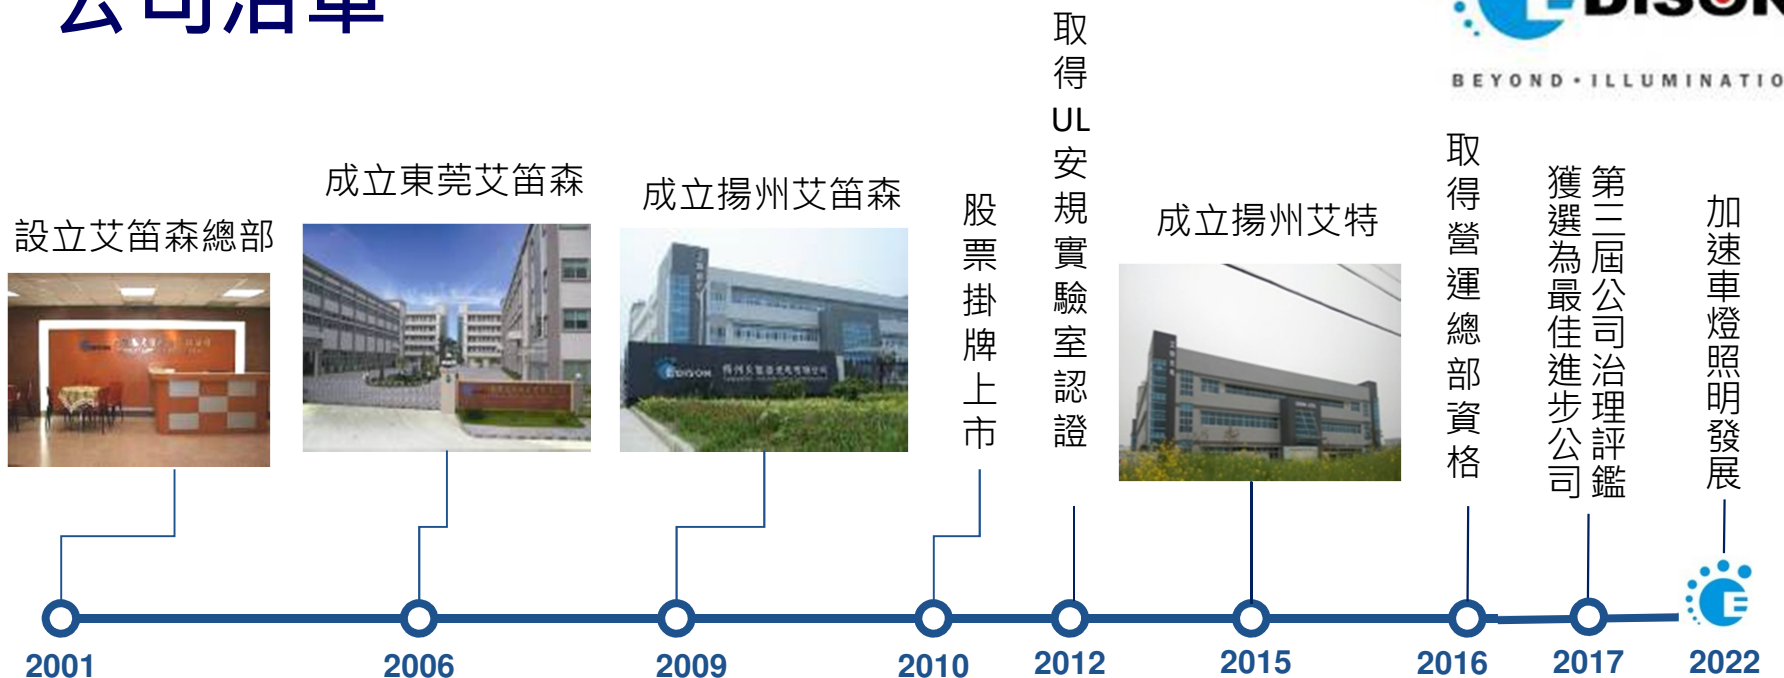 公司沿革
EDISON
BEYOND · ILLUMINATIO
設立艾笛森總部
成立東莞艾笛森
成立揚州艾笛森
股票掛牌上市
取得UL安規實驗室認證
成立揚州艾特
取得營運總部資格
第三屆公司治理評鑑
獲選為最佳進步公司
加速車燈照明發展
EDISON
E
2001
2006
2009
2010
2012
2015
2016
2017
2022